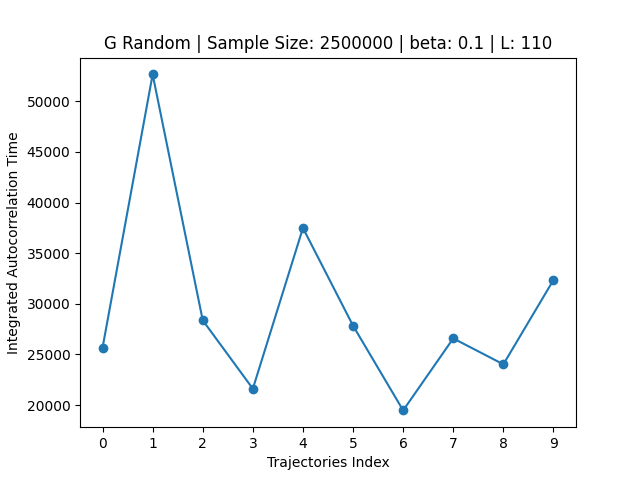 G Random | Sample Size: 2500000 | beta: 0.1 | L: 110
Integrated Autocorrelation Time
50000
45000
40000
35000
30000
25000
20000
0 1 2 3 4 5 6 7 8 9
Trajectories Index